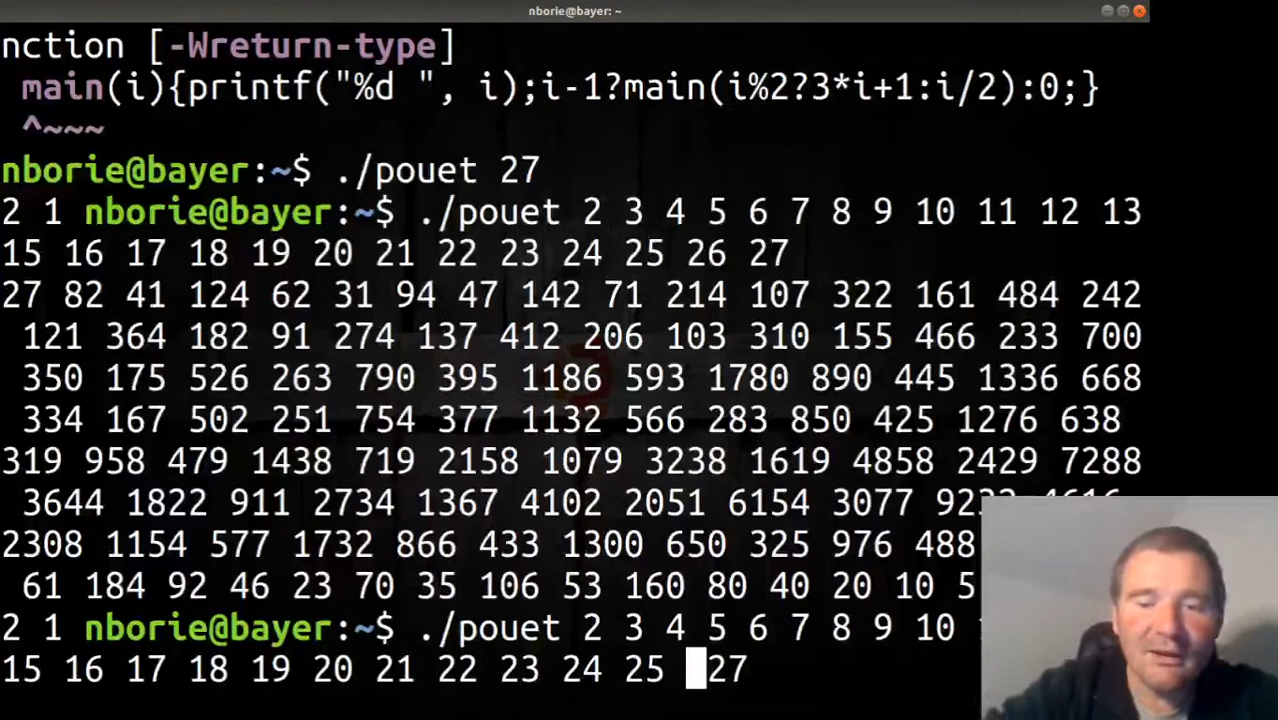 nborie@bayer: ~
nction [-Wreturn-type]
main(i){printf("%d ", i);i-1?main(i%2?3*i+1:i/2):0;}
^~~~
nborie@bayer:~$ ./pouet 27
2 1 nborie@bayer:~$ ./pouet 2 3 4 5 6 7 8 9 10 11 12 13
15 16 17 18 19 20 21 22 23 24 25 26 27
27 82 41 124 62 31 94 47 142 71 214 107 322 161 484 242
121 364 182 91 274 137 412 206 103 310 155 466 233 700
350 175 526 263 790 395 1186 593 1780 890 445 1336 668
334 167 502 251 754 377 1132 566 283 850 425 1276 638
319 958 479 1438 719 2158 1079 3238 1619 4858 2429 7288
3644 1822 911 2734 1367 4102 2051 6154 3077 9232 4616
2308 1154 577 1732 866 433 1300 650 325 976 488
61 184 92 46 23 70 35 106 53 160 80 40 20 10 5
2 1 nborie@bayer:~$ ./pouet 2 3 4 5 6 7 8 9 10
15 16 17 18 19 20 21 22 23 24 25 27